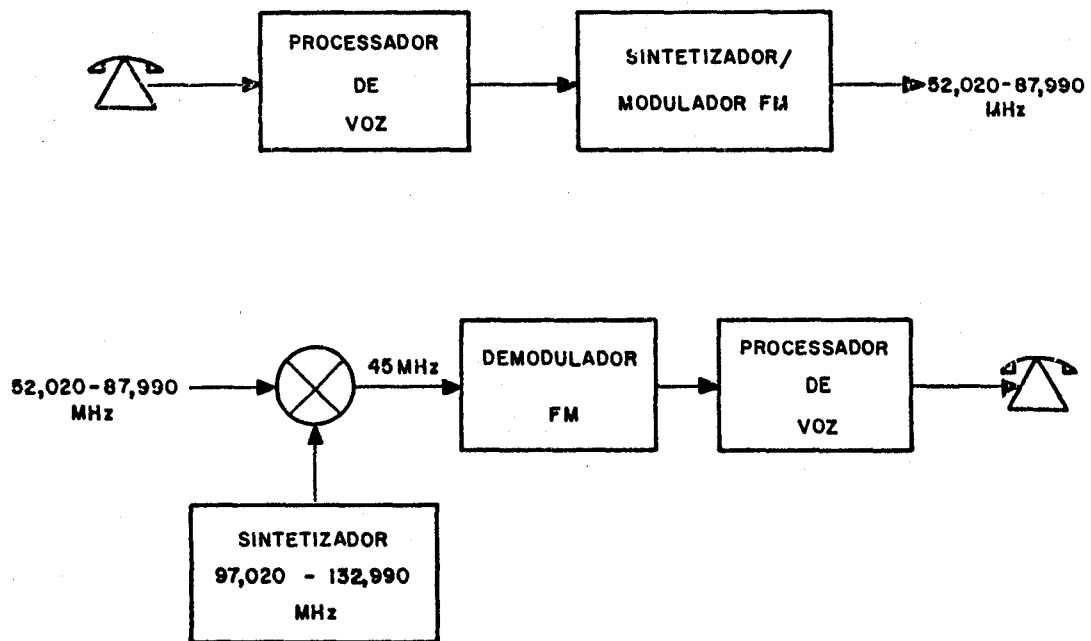 PROCESSADOR
DE
VOZ
SINTETIZADOR/
MODULADOR FM
52,020-87,990
MHz
52,020-87,990
MHz
45 MHz
DEMODULADOR
FM
PROCESSADOR
DE
VOZ
SINTETIZADOR
97,020 - 132,990
MHz